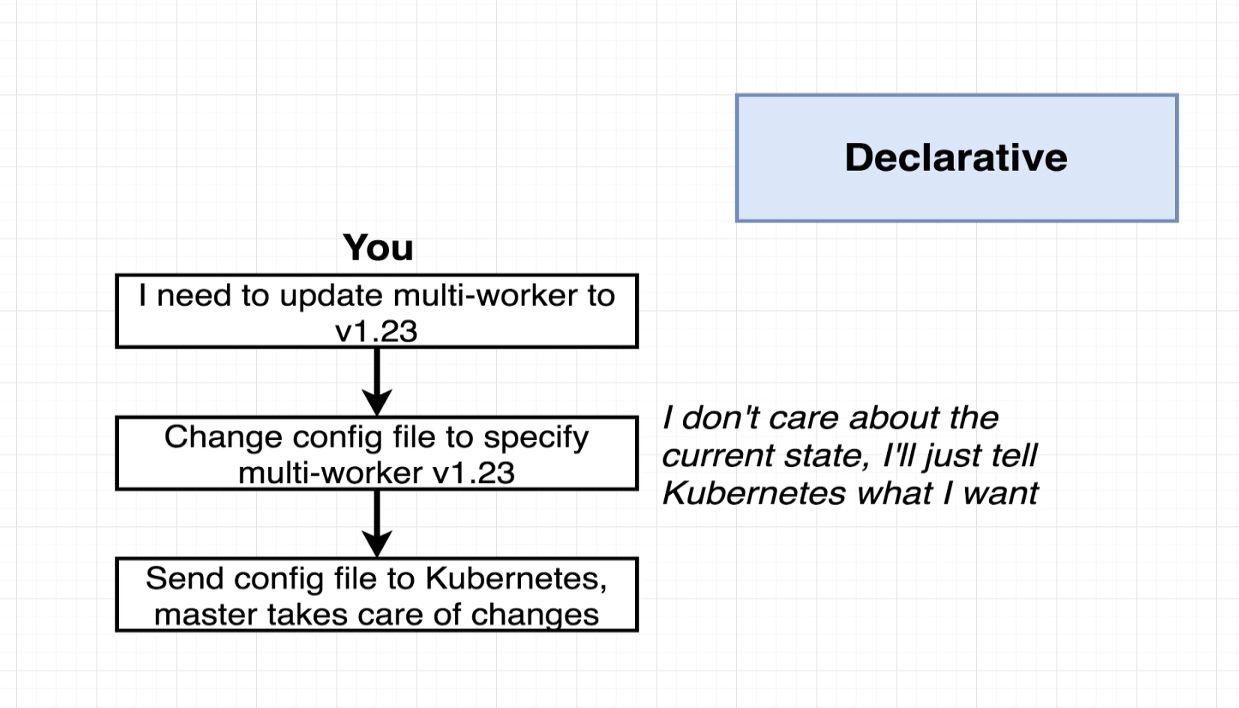 Declarative
You
I need to update multi-worker to
v1.23
Change config file to specify
multi-worker v1.23
I don't care about the
current state, I'll just tell
Kubernetes what I want
Send config file to Kubernetes,
master takes care of changes